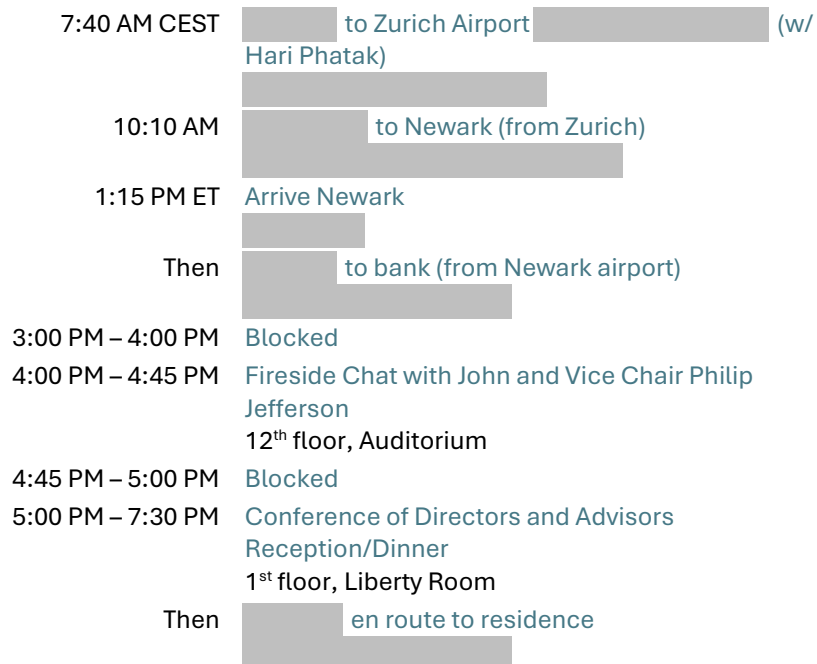 7:40 AM CEST to Zurich Airport (w/
Hari Phatak)
10:10 AM to Newark (from Zurich)
1:15 PM ET Arrive Newark
Then to bank (from Newark airport)
3:00 PM – 4:00 PM Blocked
4:00 PM – 4:45 PM Fireside Chat with John and Vice Chair Philip
Jefferson
12th floor, Auditorium
4:45 PM – 5:00 PM Blocked
5:00 PM – 7:30 PM Conference of Directors and Advisors
Reception/Dinner
1st floor, Liberty Room
Then en route to residence